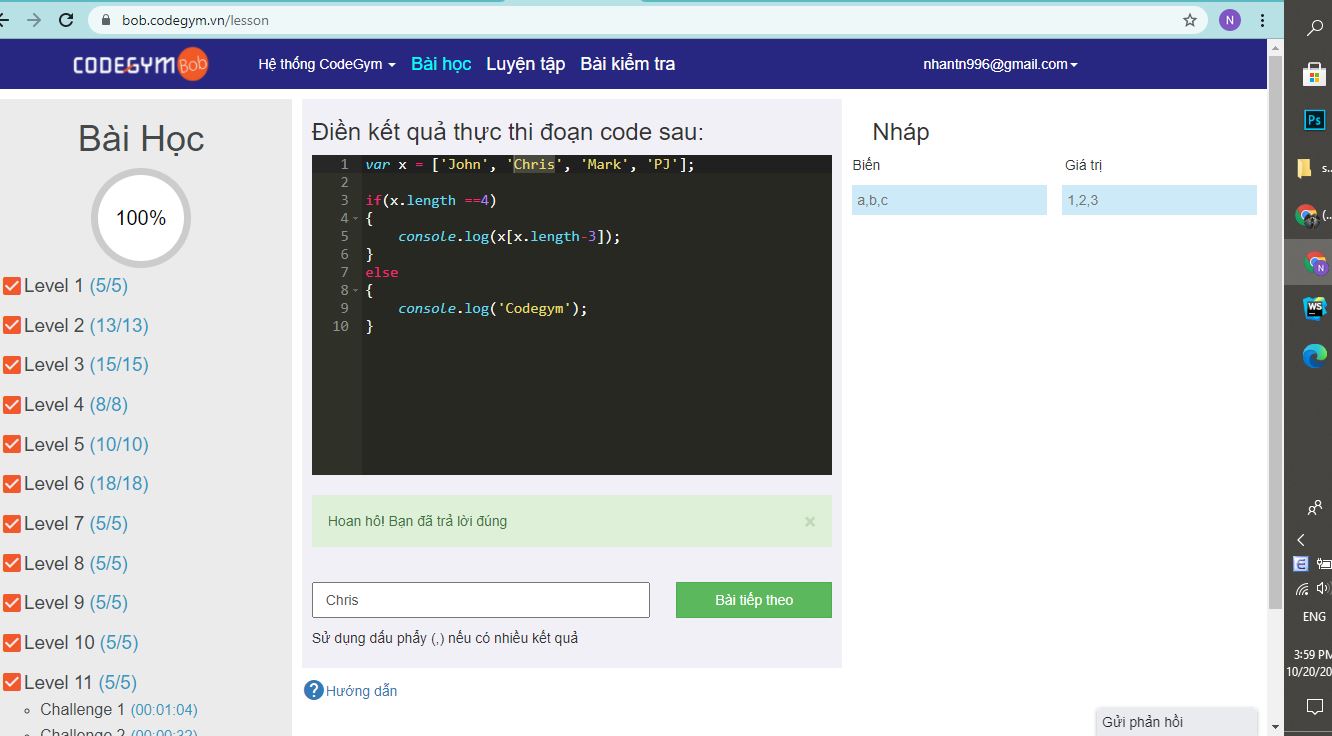 bob.codegym.vn/lesson
N
CODEGYM Bob
Hệ thống CodeGym
Bài học
Luyện tập
Bài kiểm tra
nhantn996@gmail.com
Bài Học
100%
Level 1 (5/5)
Level 2 (13/13)
Level 3 (15/15)
Level 4 (8/8)
Level 5 (10/10)
Level 6 (18/18)
Level 7 (5/5)
Level 8 (5/5)
Level 9 (5/5)
Level 10 (5/5)
Level 11 (5/5)
Challenge 1 (00:01:04)
Challenge 2 (00:00:32)
Điền kết quả thực thi đoạn code sau:
1 var x = ['John', 'Chris', 'Mark', 'PJ'];
2
3 if(x.length ==4)
4 {
5 console.log(x[x.length-3]);
6 }
7 else
8 {
9 console.log('Codegym');
10 }
Hoan hô! Bạn đã trả lời đúng
×
Chris
Bài tiếp theo
Sử dụng dấu phẩy (,) nếu có nhiều kết quả
?Hướng dẫn
Nháp
Biến
Giá trị
a,b,c
1,2,3
Gửi phản hồi
Ps
s...
(...
N
WS
E
ENG
3:59 PM
10/20/20